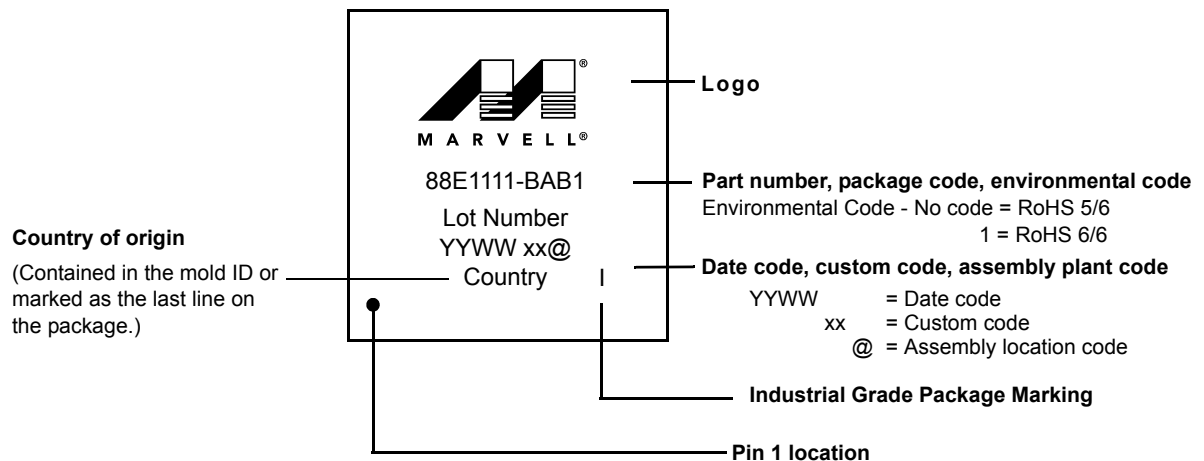 ®
MARVELL®
88E1111-BAB1
Lot Number
YYWW xx@
Country I
Logo
Part number, package code, environmental code
Environmental Code - No code = RoHS 5/6
1 = RoHS 6/6
Date code, custom code, assembly plant code
YYWW = Date code
xx = Custom code
@ = Assembly location code
Industrial Grade Package Marking
Pin 1 location
Country of origin
(Contained in the mold ID or
marked as the last line on
the package.)